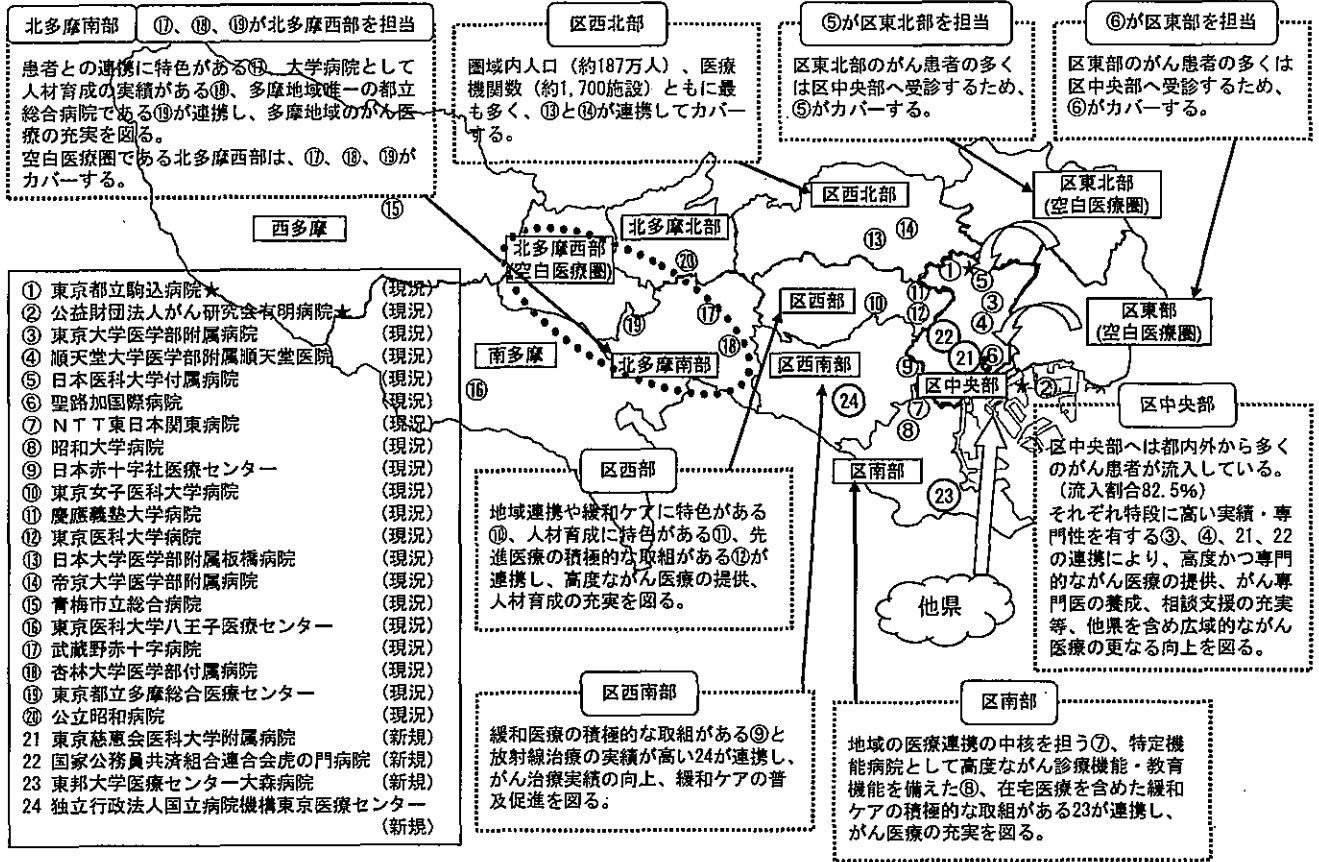 北多摩南部
⑰、⑱、⑲が北多摩西部を担当
患者との連携に特色がある⑰、大学病院として
人材育成の実績がある⑱、多摩地域唯一の都立
総合病院である⑲が連携し、多摩地域のがん医
療の充実を図る。
空白医療圏である北多摩西部は、⑰、⑱、⑲が
カバーする。
区西北部
圏域内人口（約187万人）、医療
機関数（約1,700施設）ともに最
も多く、⑬と⑭が連携してカバー
する。
⑤が区東北部を担当
区東北部のがん患者の多く
は区中央部へ受診するため、
⑤がカバーする。
⑥が区東部を担当
区東部のがん患者の多くは
区中央部へ受診するため、
⑥がカバーする。
西多摩
⑮
北多摩西部
(空白医療圏)
北多摩北部
⑳
区西北部
⑬
⑭
区東北部
(空白医療圏)
①★
⑤
③
④
区東部
(空白医療圏)
区西部
⑩
⑪
⑫
⑰
⑲
⑱
22
21
⑥
南多摩
⑯
北多摩南部
区西南部
24
⑨
区中央部
★②
⑦
⑧
区南部
23
他県
① 東京都立駒込病院★ (現況)
② 公益財団法人がん研究会有明病院★ (現況)
③ 東京大学医学部附属病院 (現況)
④ 順天堂大学医学部附属順天堂医院 (現況)
⑤ 日本医科大学付属病院 (現況)
⑥ 聖路加国際病院 (現況)
⑦ ＮＴＴ東日本関東病院 (現況)
⑧ 昭和大学病院 (現況)
⑨ 日本赤十字社医療センター (現況)
⑩ 東京女子医科大学病院 (現況)
⑪ 慶應義塾大学病院 (現況)
⑫ 東京医科大学病院 (現況)
⑬ 日本大学医学部附属板橋病院 (現況)
⑭ 帝京大学医学部附属病院 (現況)
⑮ 青梅市立総合病院 (現況)
⑯ 東京医科大学八王子医療センター (現況)
⑰ 武蔵野赤十字病院 (現況)
⑱ 杏林大学医学部付属病院 (現況)
⑲ 東京都立多摩総合医療センター (現況)
⑳ 公立昭和病院 (現況)
21 東京慈恵会医科大学附属病院 (新規)
22 国家公務員共済組合連合会虎の門病院 (新規)
23 東邦大学医療センター大森病院 (新規)
24 独立行政法人国立病院機構東京医療センター
(新規)
区西部
地域連携や緩和ケアに特色がある
⑩、人材育成に特色がある⑪、先
進医療の積極的な取組がある⑫が
連携し、高度ながん医療の提供、
人材育成の充実を図る。
区西南部
緩和医療の積極的な取組がある⑨と
放射線治療の実績が高い24が連携し、
がん治療実績の向上、緩和ケアの普
及促進を図る。
区中央部
区中央部へは都内外から多く
のがん患者が流入している。
（流入割合82.5%）
それぞれ特段に高い実績・専
門性を有する③、④、21、22
の連携により、高度かつ専門
的ながん医療の提供、がん専
門医の養成、相談支援の充実
等、他県を含め広域的ながん
医療の更なる向上を図る。
区南部
地域の医療連携の中核を担う⑦、特定機
能病院として高度ながん診療機能・教育
機能を備えた⑧、在宅医療を含めた緩和
ケアの積極的な取組がある23が連携し、
がん医療の充実を図る。